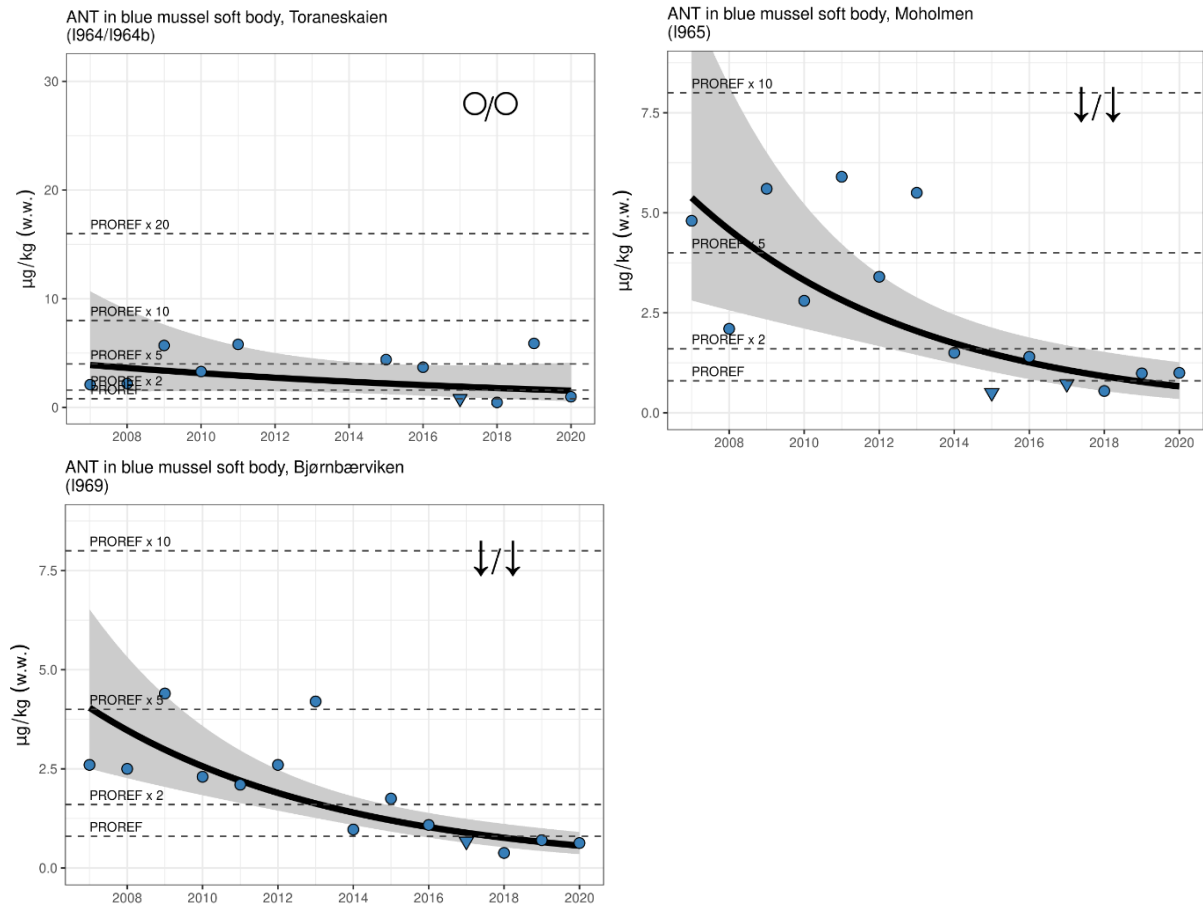 ANT in blue mussel soft body, Toraneskaien
(I964/I964b)
30
20
10
0
µg/kg (w.w.)
PROREF x 20
PROREF x 10
PROREF x 5
PROREF x 2
PROREF
○/○
2008 2010 2012 2014 2016 2018 2020
ANT in blue mussel soft body, Moholmen
(I965)
7.5
5.0
2.5
0.0
µg/kg (w.w.)
PROREF x 10
PROREF x 5
PROREF x 2
PROREF
↓/↓
2008 2010 2012 2014 2016 2018 2020
ANT in blue mussel soft body, Bjørnbærviken
(I969)
7.5
5.0
2.5
0.0
µg/kg (w.w.)
PROREF x 10
PROREF x 5
PROREF x 2
PROREF
↓/↓
2008 2010 2012 2014 2016 2018 2020